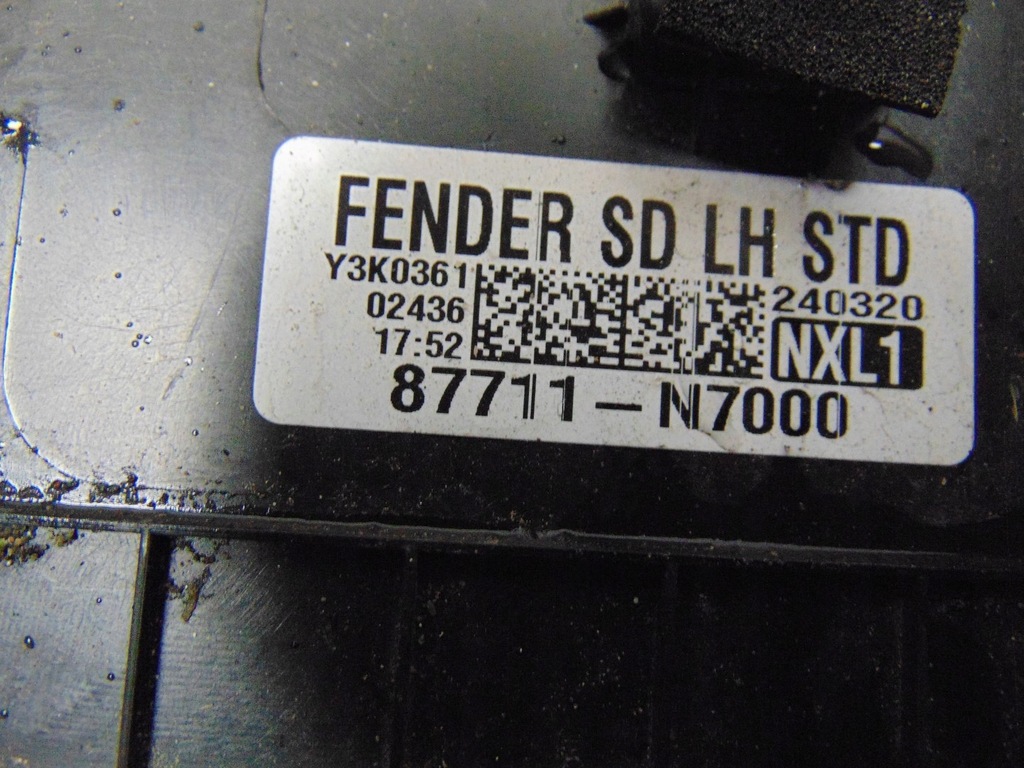 FENDER SD LH STD
Y3K0361
02436
17:52
240320
NXL1
87711-N7000